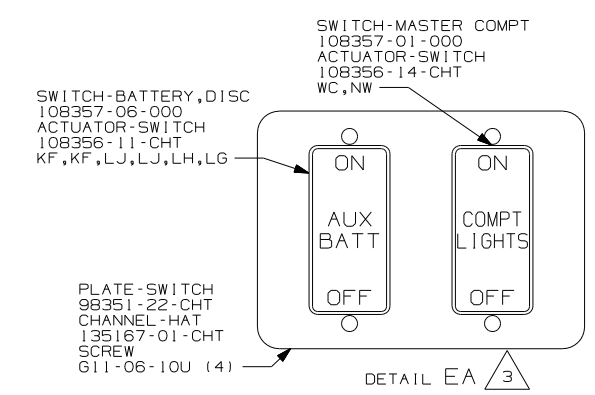 SWITCH-MASTER COMPT
108357-01-000
ACTUATOR-SWITCH
108356-14-CHT
WC,NW
SWITCH-BATTERY,DISC
108357-06-000
ACTUATOR-SWITCH
108356-11-CHT
KF,KF,LJ,LJ,LH,LG
ON
AUX
BATT
OFF
ON
COMPT
LIGHTS
OFF
PLATE-SWITCH
98351-22-CHT
CHANNEL-HAT
135167-01-CHT
SCREW
G11-06-10U (4)
DETAIL EA 3